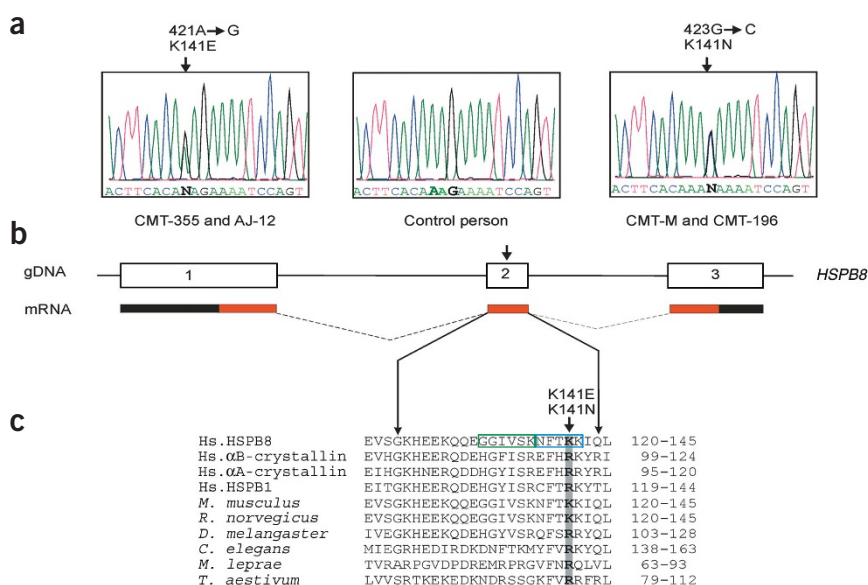 a
421A→G
K141E
423G→C
K141N
ACTTCACANAGAAAATCCAGT
ACTTCACAAAGAAAATCCAGT
ACTTCACAAANAAAATCCAGT
CMT-355 and AJ-12
Control person
CMT-M and CMT-196
b
gDNA
1
2
3
HSPB8
mRNA
K141E
K141N
c
Hs.HSPB8 EVSGKHEEKQQEGGIVSKNFTKKIQL 120-145
Hs.αB-crystallin EVHGKHEERQDEHGFISREFHRKYRI 99-124
Hs.αA-crystallin EIHGKHNERQDDHGYISREFHRRYRL 95-120
Hs.HSPB1 EITGKHEERQDEHGYISRCFTRKYTL 119-144
M. musculus EVSGKHEEKQQEGGIVSKNFTKKIQL 120-145
R. norvegicus EVSGKHEEKQQEGGIVSKNFTKKIQL 120-145
D. melangaster IVEGKHEERQDDHGYVSRQFSRRYQL 103-128
C. elegans MIEGRHEDIRDKDNFTKMYFVRKYQL 138-163
M. leprae TVRARPGVDPDREMRPRGVFNRQLVL 63-93
T. aestivum LVVSRTKEKEDKNDRSSGKFVRRFRL 79-112